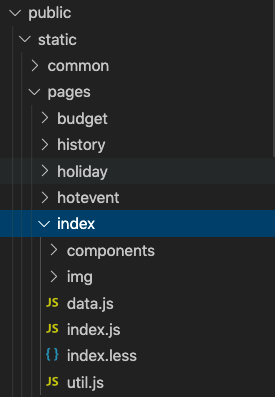 public
static
common
pages
budget
history
holiday
hotevent
index
components
img
JS data.js
JS index.js
{} index.less
JS util.js